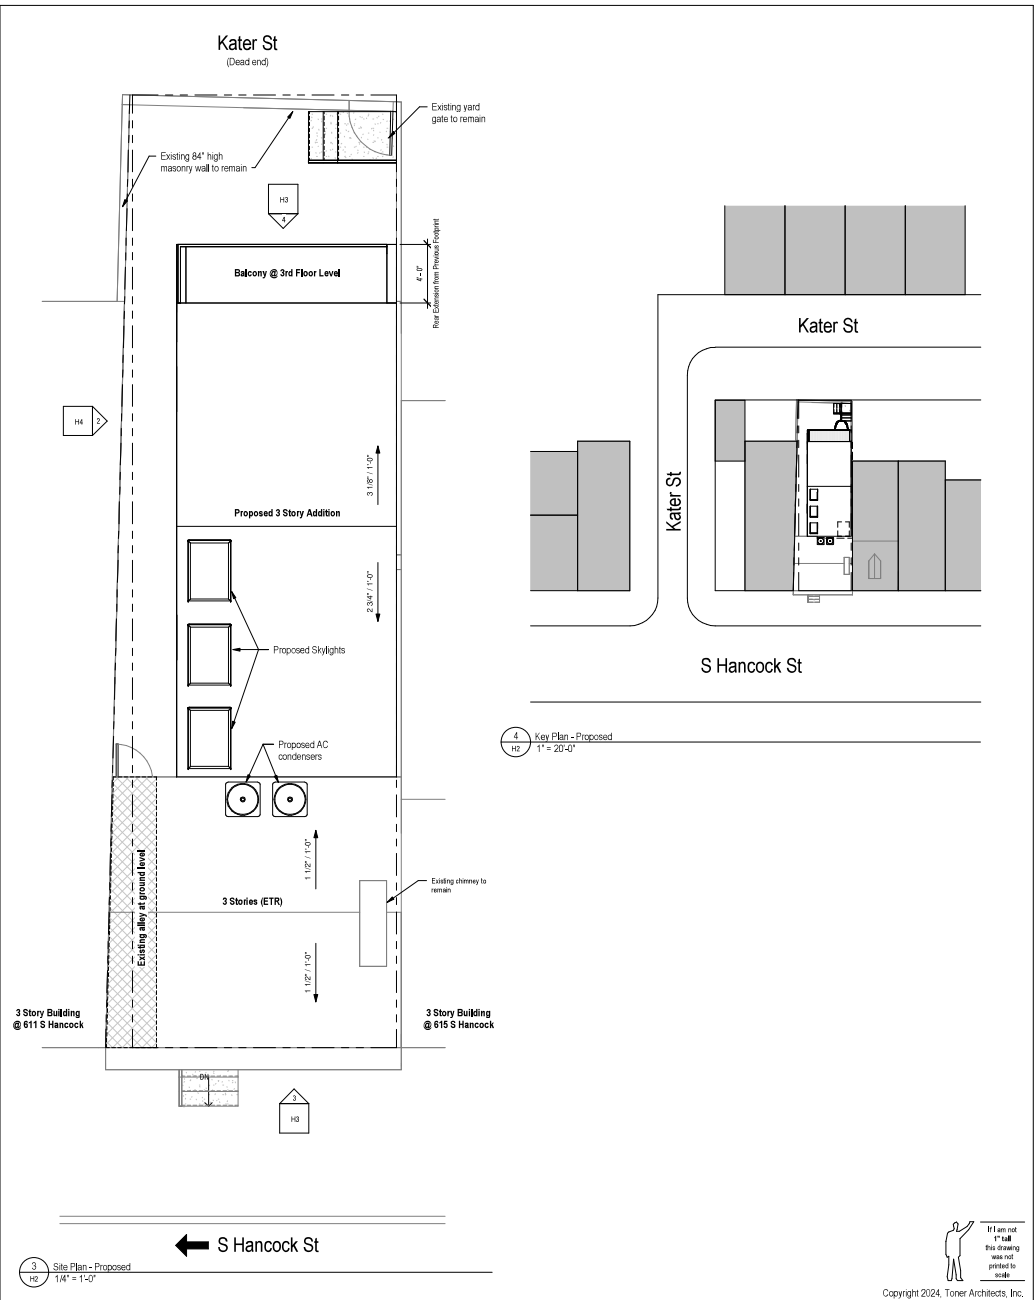 Kater St
(Dead end)
Existing yard
gate to remain
Existing 84" high
masonry wall to remain
H3
4
Balcony @ 3rd Floor Level
4'-0"
Rear Extension from Previous Footprint
H4
2
3 1/8" / 1'-0"
Proposed 3 Story Addition
2 3/4" / 1'-0"
Proposed Skylights
Proposed AC
condensers
1 1/2" / 1'-0"
Existing chimney to
remain
3 Stories (ETR)
Existing alley at ground level
1 1/2" / 1'-0"
3 Story Building
@ 611 S Hancock
3 Story Building
@ 615 S Hancock
DN
3
H3
S Hancock St
3
H2
Site Plan - Proposed
1/4" = 1'-0"
Kater St
Kater St
S Hancock St
4
H2
Key Plan - Proposed
1" = 20'-0"
If I am not
1" tall
this drawing
was not
printed to
scale
Copyright 2024, Toner Architects, Inc.